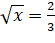 √x = 2/3